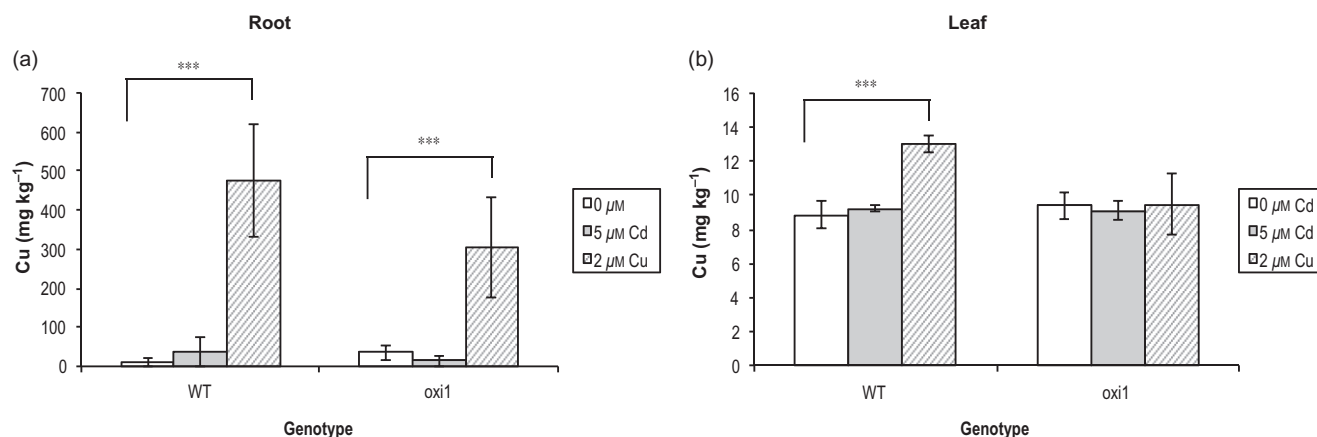 Root
(a)
***
***
700
600
500
400
300
200
100
0
Cu (mg kg⁻¹)
WT
oxi1
Genotype
0 µM
5 µM Cd
2 µM Cu
Leaf
(b)
***
16
14
12
10
8
6
4
2
0
Cu (mg kg⁻¹)
WT
oxi1
Genotype
0 µM Cd
5 µM Cd
2 µM Cu